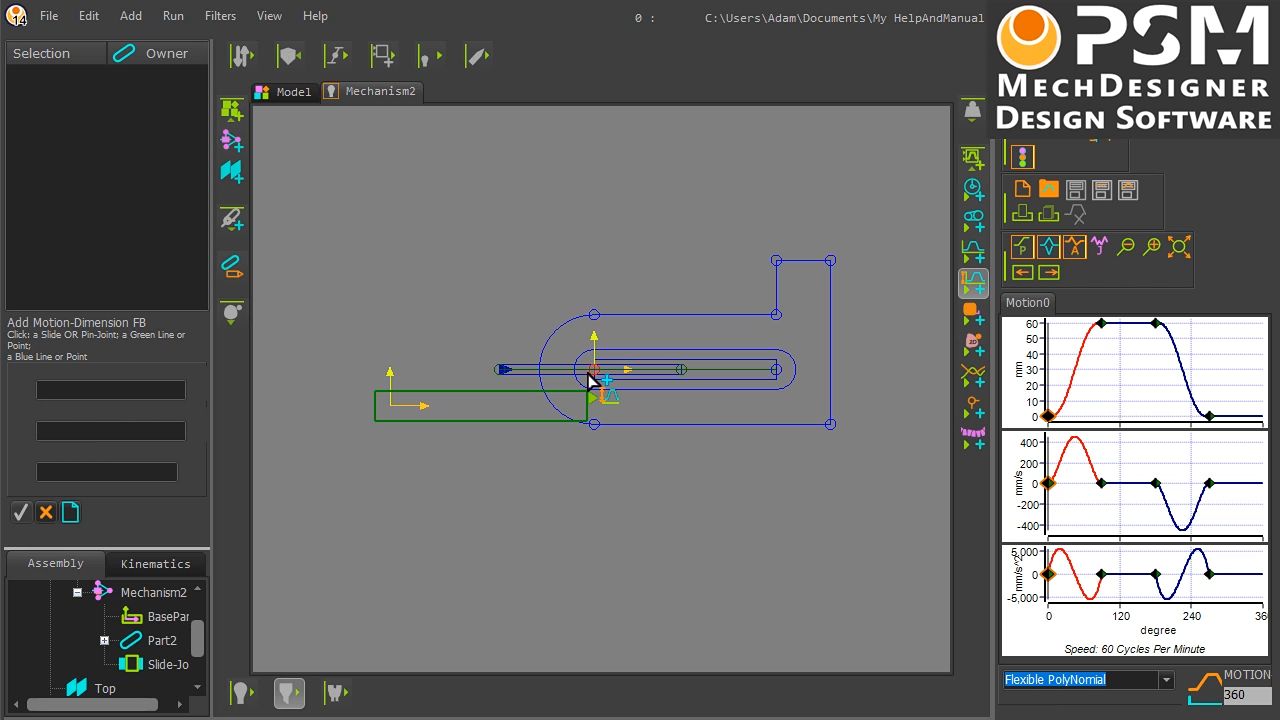 14
File Edit Add Run Filters View Help
0 : C:\Users\Adam\Documents\My HelpAndManual
PSM
MechDesigner
Design Software
Selection Owner
Model Mechanism2
Add Motion-Dimension FB
Click: a Slide OR Pin-Joint; a Green Line or
Point;
a Blue Line or Point
Assembly Kinematics
Mechanism2
BasePar
Part2
Slide-Jo
Top
Motion0
60
50
40
30
20
10
0
mm
400
200
0
-200
-400
mm/s
5,000
0
-5,000
0 120 240 36
degree
Speed: 60 Cycles Per Minute
Flexible PolyNomial
MOTION
360